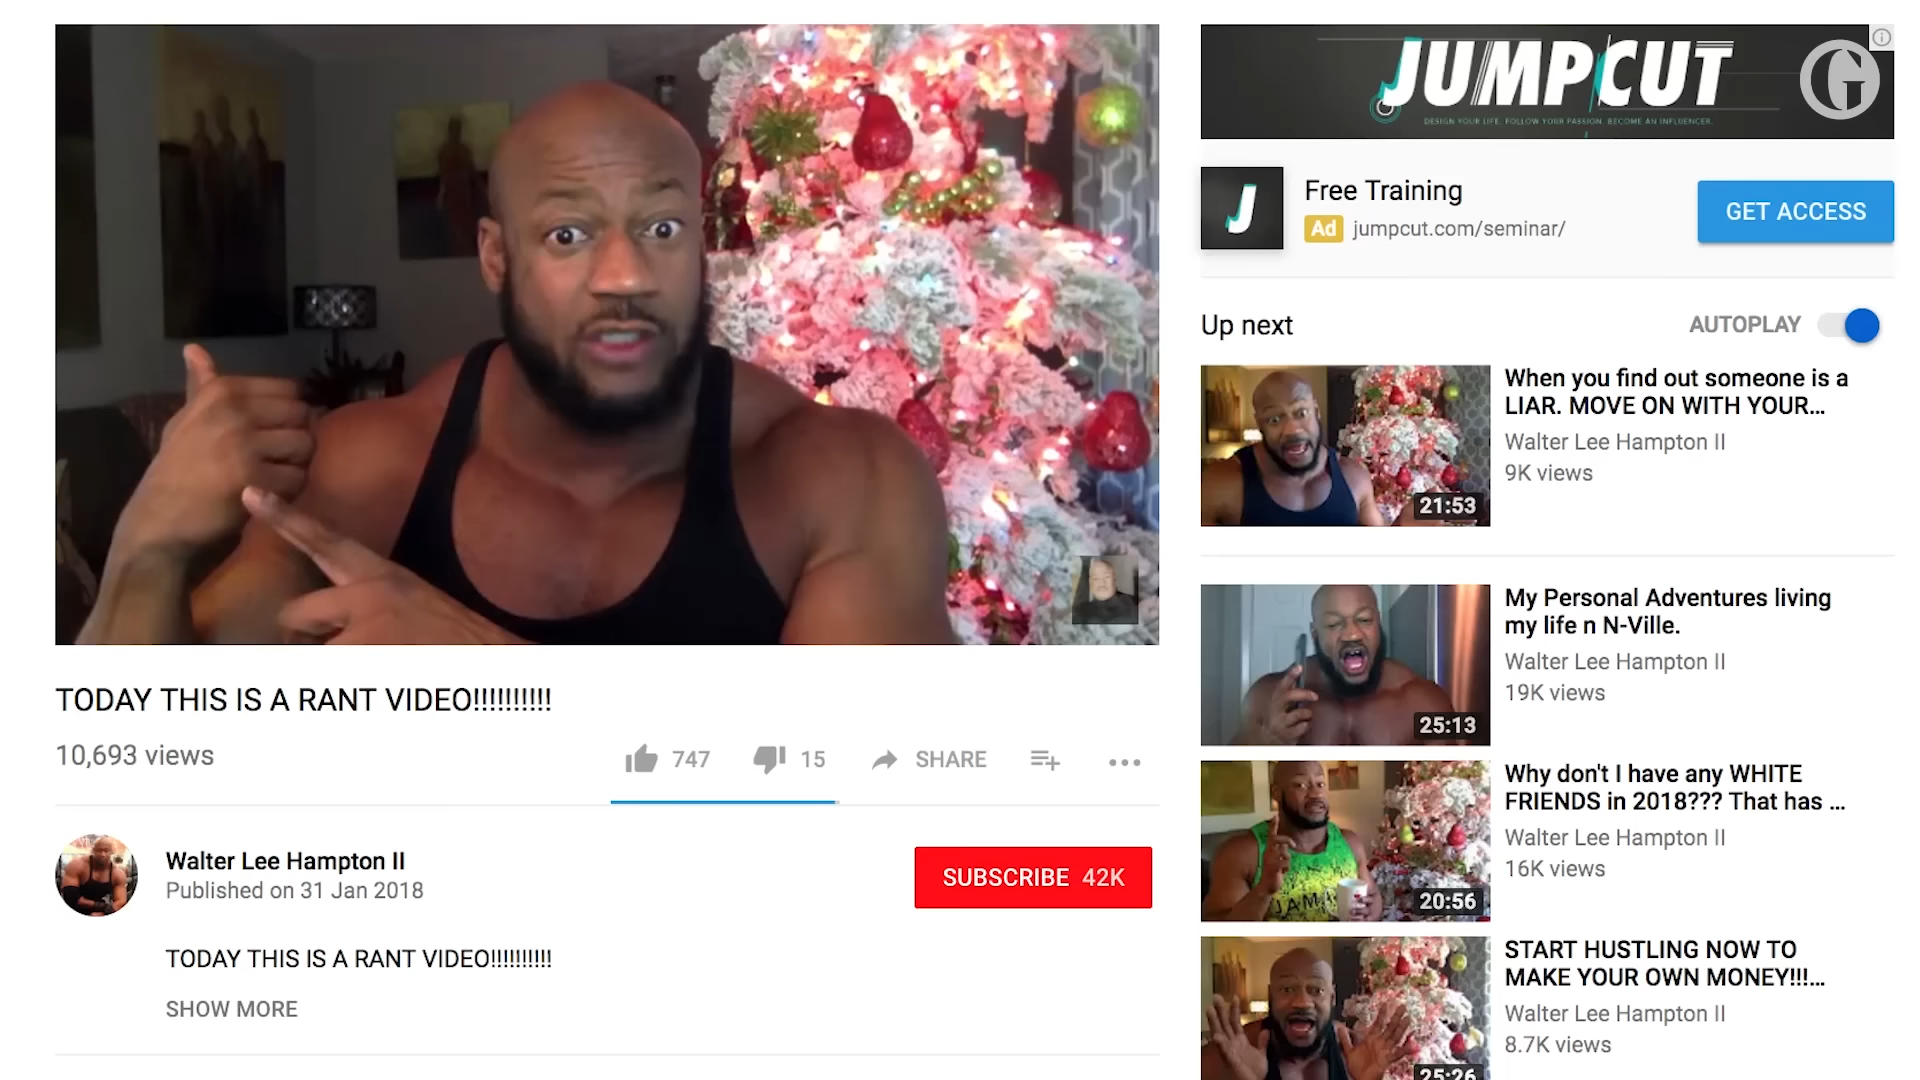 JUMPCUT
DESIGN YOUR LIFE. FOLLOW YOUR PASSION. BECOME AN INFLUENCER.
J
Free Training
Ad jumpcut.com/seminar/
GET ACCESS
Up next
AUTOPLAY
When you find out someone is a
LIAR. MOVE ON WITH YOUR...
Walter Lee Hampton II
9K views
21:53
My Personal Adventures living
my life n N-Ville.
Walter Lee Hampton II
19K views
25:13
Why don't I have any WHITE
FRIENDS in 2018??? That has ...
Walter Lee Hampton II
16K views
JAMA
20:56
START HUSTLING NOW TO
MAKE YOUR OWN MONEY!!!...
Walter Lee Hampton II
8.7K views
25:26
TODAY THIS IS A RANT VIDEO!!!!!!!!!!
10,693 views
747
15
SHARE
Walter Lee Hampton II
Published on 31 Jan 2018
SUBSCRIBE 42K
TODAY THIS IS A RANT VIDEO!!!!!!!!!!
SHOW MORE